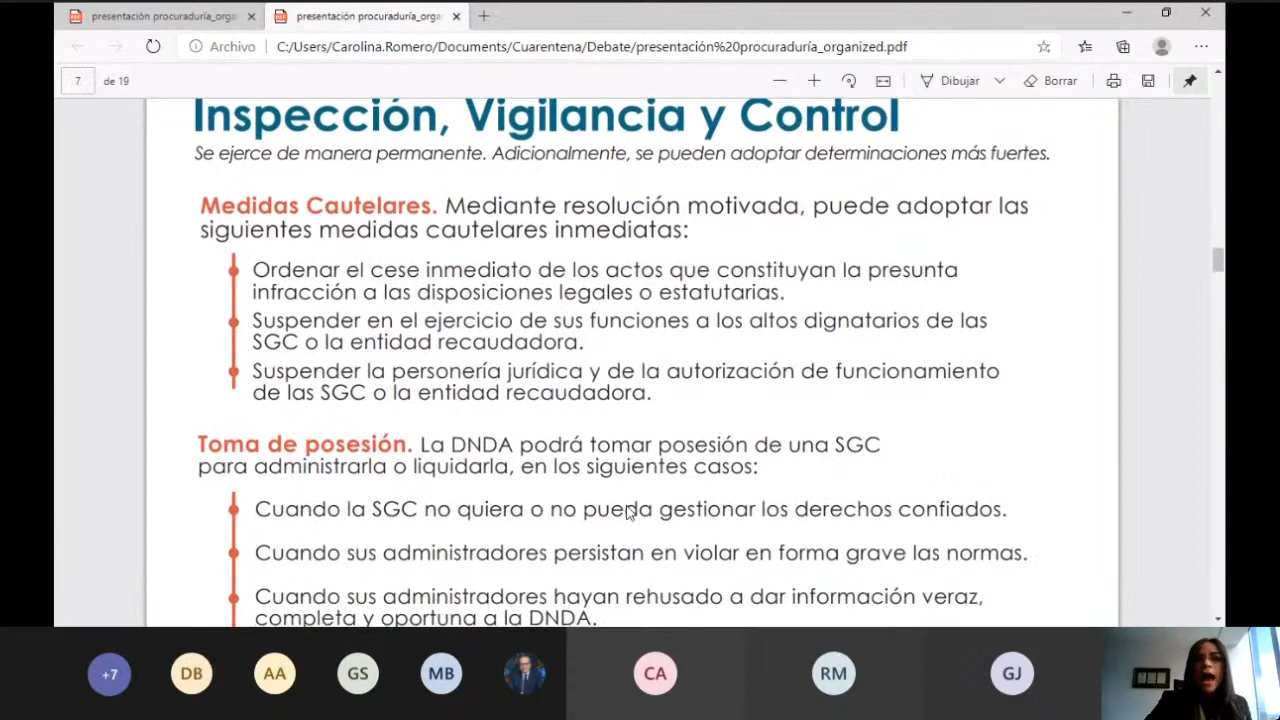 presentación procuraduría_orga
presentación procuraduría_orga
Archivo
C:/Users/Carolina.Romero/Documents/Cuarentena/Debate/presentación%20procuraduría_organized.pdf
7
de 19
Dibujar
Borrar
Inspección, Vigilancia y Control
Se ejerce de manera permanente. Adicionalmente, se pueden adoptar determinaciones más fuertes.
Medidas Cautelares. Mediante resolución motivada, puede adoptar las
siguientes medidas cautelares inmediatas:
Ordenar el cese inmediato de los actos que constituyan la presunta
infracción a las disposiciones legales o estatutarias.
Suspender en el ejercicio de sus funciones a los altos dignatarios de las
SGC o la entidad recaudadora.
Suspender la personería jurídica y de la autorización de funcionamiento
de las SGC o la entidad recaudadora.
Toma de posesión. La DNDA podrá tomar posesión de una SGC
para administrarla o liquidarla, en los siguientes casos:
Cuando la SGC no quiera o no pueda gestionar los derechos confiados.
Cuando sus administradores persistan en violar en forma grave las normas.
Cuando sus administradores hayan rehusado a dar información veraz,
completa y oportuna a la DNDA.
+7
DB
AA
GS
MB
CA
RM
GJ